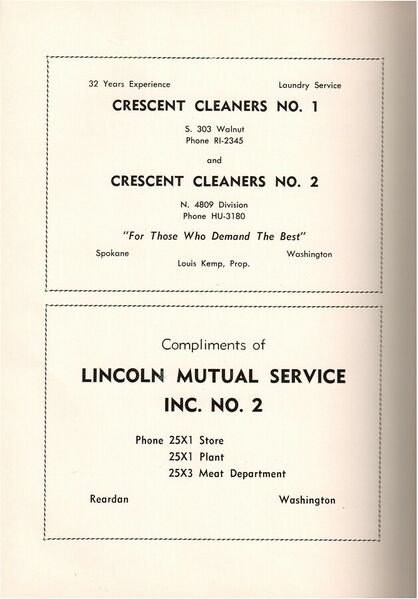 32 Years Experience Laundry Service
CRESCENT CLEANERS NO. 1
S. 303 Walnut
Phone RI-2345
and
CRESCENT CLEANERS NO. 2
N. 4809 Division
Phone HU-3180
"For Those Who Demand The Best"
Spokane Washington
Louis Kemp, Prop.
Compliments of
LINCOLN MUTUAL SERVICE
INC. NO. 2
Phone 25X1 Store
25X1 Plant
25X3 Meat Department
Reardan Washington